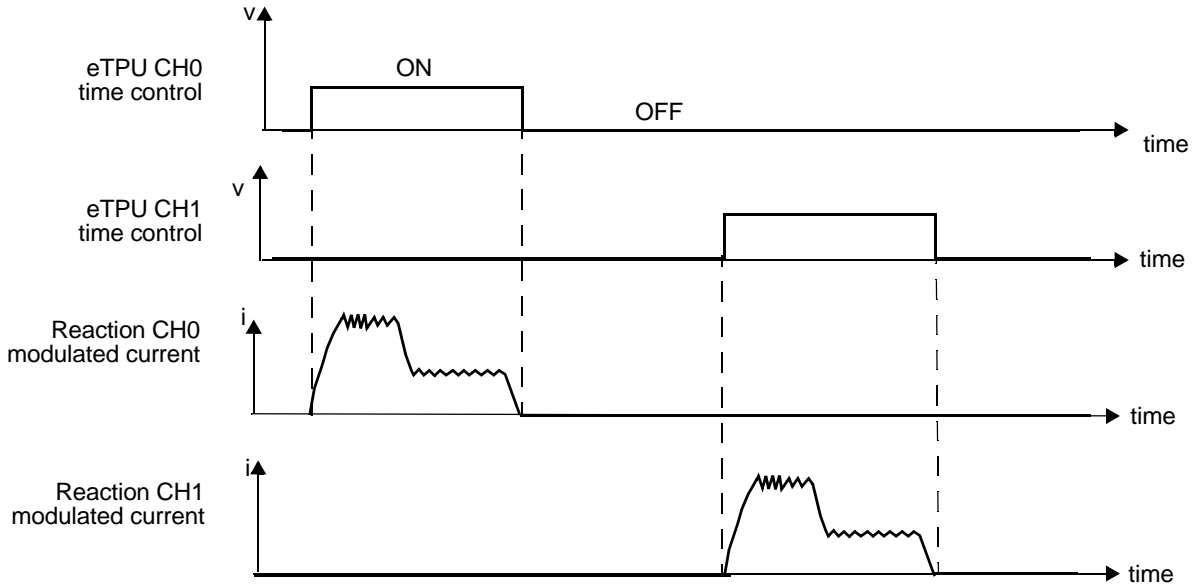 v
eTPU CH0
time control
ON
OFF
time
v
eTPU CH1
time control
time
i
Reaction CH0
modulated current
time
i
Reaction CH1
modulated current
time